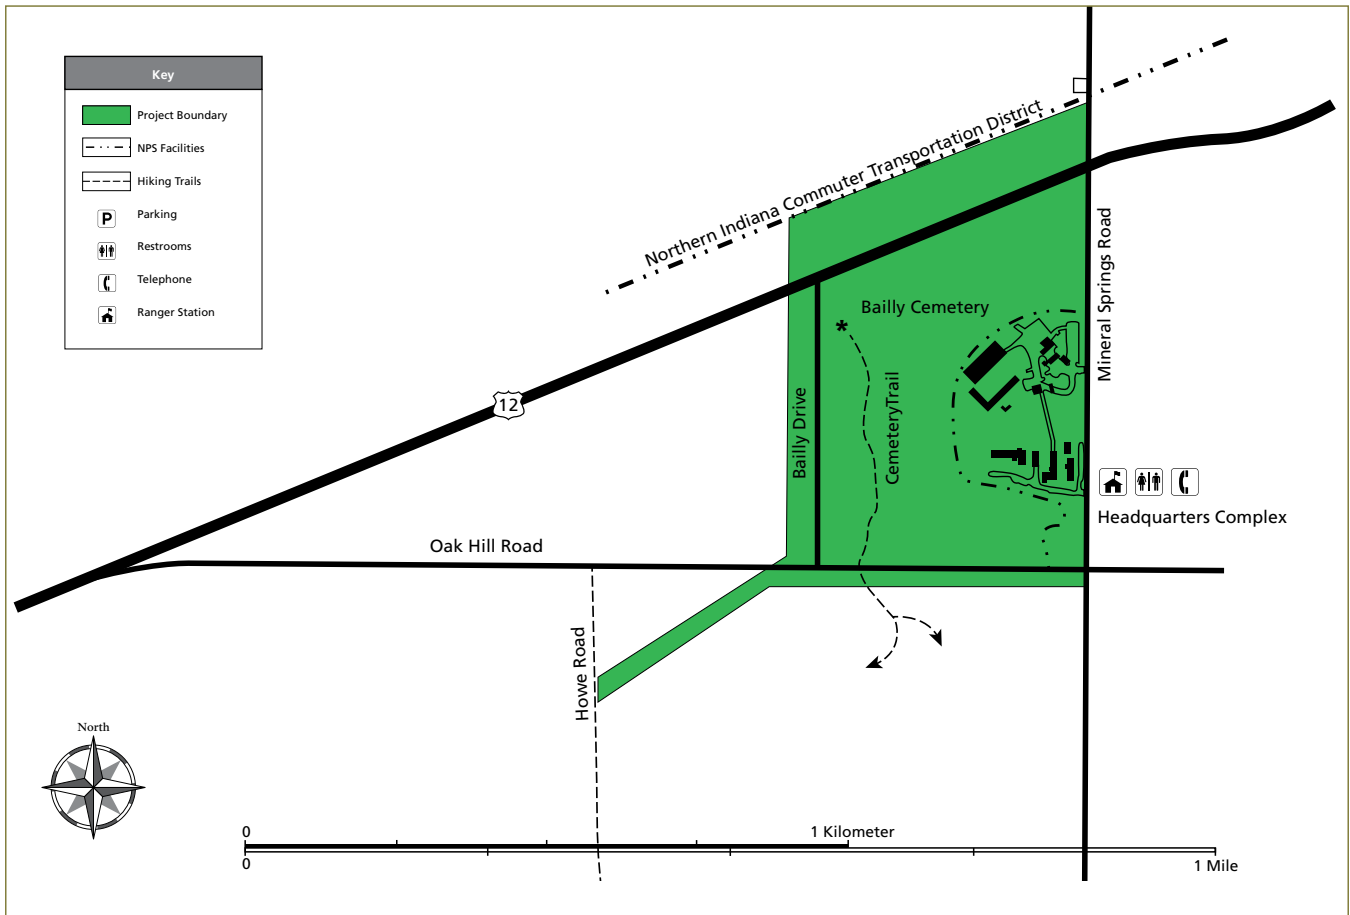 Key
Project Boundary
NPS Facilities
Hiking Trails
P
Parking
Restrooms
Telephone
Ranger Station
Northern Indiana Commuter Transportation District
Mineral Springs Road
Bailly Cemetery
*
12
Bailly Drive
CemeteryTrail
Headquarters Complex
Oak Hill Road
Howe Road
North
0
1 Kilometer
0
1 Mile